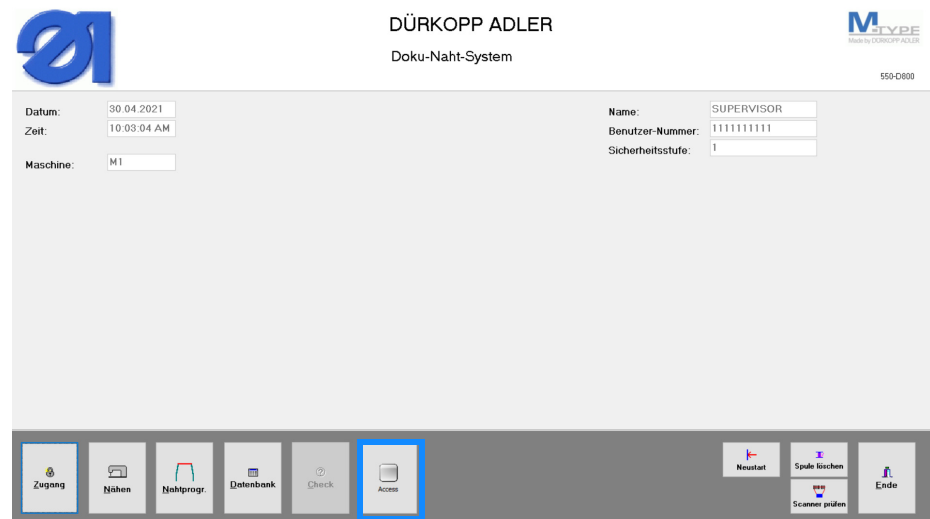 DÜRKOPP ADLER
M-TYPE
Made by DÜRKOPP ADLER
Doku-Naht-System
550-D800
Datum: 30.04.2021
Zeit: 10:03:04 AM
Maschine: M1
Name: SUPERVISOR
Benutzer-Nummer: 1111111111
Sicherheitsstufe: 1
Zugang
Nähen
Nahtprogr.
Datenbank
Check
Access
Neustart
Spule löschen
Scanner prüfen
Ende